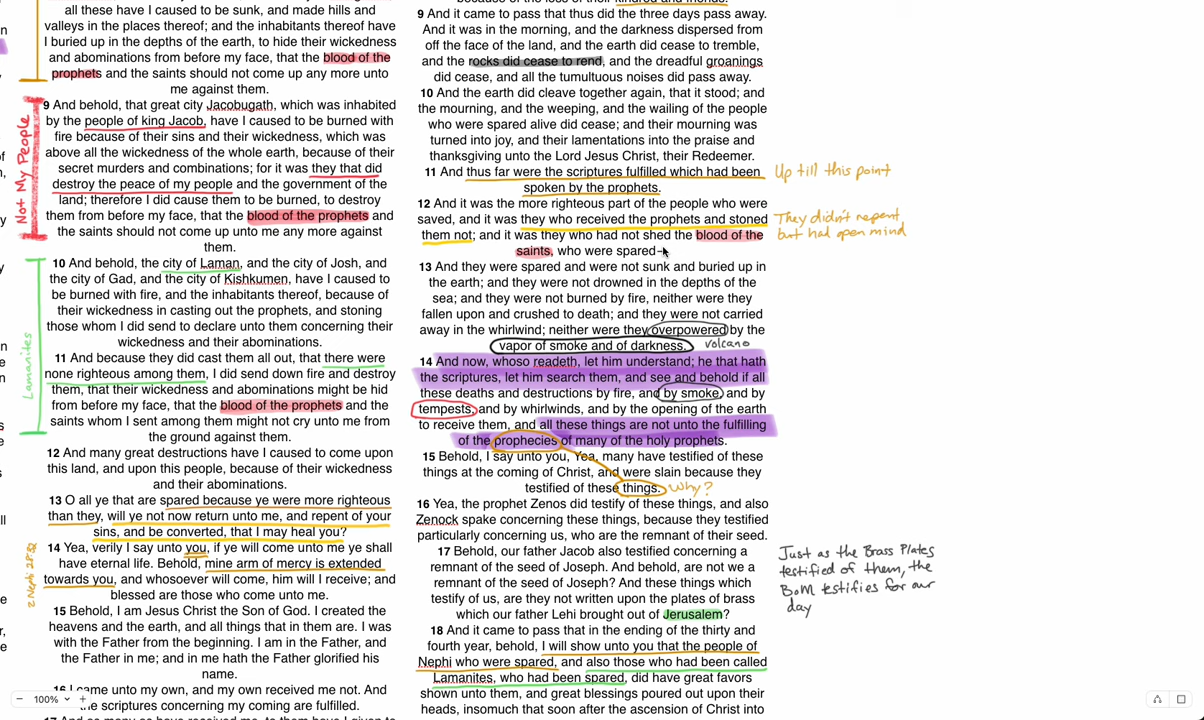 all these have I caused to be sunk, and made hills and
valleys in the places thereof; and the inhabitants thereof have
I buried up in the depths of the earth, to hide their wickedness
and abominations from before my face, that the blood of the
prophets and the saints should not come up any more unto
me against them.
9 And behold, that great city Jacobugath, which was inhabited
by the people of king Jacob, have I caused to be burned with
fire because of their sins and their wickedness, which was
above all the wickedness of the whole earth, because of their
secret murders and combinations; for it was they that did
destroy the peace of my people and the government of the
land; therefore I did cause them to be burned, to destroy
them from before my face, that the blood of the prophets and
the saints should not come up unto me any more against
them.
Not My People
10 And behold, the city of Laman, and the city of Josh, and
the city of Gad, and the city of Kishkumen, have I caused to
be burned with fire, and the inhabitants thereof, because of
their wickedness in casting out the prophets, and stoning
those whom I did send to declare unto them concerning their
wickedness and their abominations.
11 And because they did cast them all out, that there were
none righteous among them, I did send down fire and destroy
them, that their wickedness and abominations might be hid
from before my face, that the blood of the prophets and the
saints whom I sent among them might not cry unto me from
the ground against them.
Lamanites
12 And many great destructions have I caused to come upon
this land, and upon this people, because of their wickedness
and their abominations.
13 O all ye that are spared because ye were more righteous
than they, will ye not now return unto me, and repent of your
sins, and be converted, that I may heal you?
14 Yea, verily I say unto you, if ye will come unto me ye shall
have eternal life. Behold, mine arm of mercy is extended
towards you, and whosoever will come, him will I receive; and
blessed are those who come unto me.
15 Behold, I am Jesus Christ the Son of God. I created the
heavens and the earth, and all things that in them are. I was
with the Father from the beginning. I am in the Father, and
the Father in me; and in me hath the Father glorified his
name.
16 I came unto my own, and my own received me not. And
the scriptures concerning my coming are fulfilled.
100%
9 And it came to pass that thus did the three days pass away.
And it was in the morning, and the darkness dispersed from
off the face of the land, and the earth did cease to tremble,
and the rocks did cease to rend, and the dreadful groanings
did cease, and all the tumultuous noises did pass away.
10 And the earth did cleave together again, that it stood; and
the mourning, and the weeping, and the wailing of the people
who were spared alive did cease; and their mourning was
turned into joy, and their lamentations into the praise and
thanksgiving unto the Lord Jesus Christ, their Redeemer.
11 And thus far were the scriptures fulfilled which had been
spoken by the prophets.
Up till this point
12 And it was the more righteous part of the people who were
saved, and it was they who received the prophets and stoned
them not; and it was they who had not shed the blood of the
saints, who were spared—
They didn't repent
but had open mind
13 And they were spared and were not sunk and buried up in
the earth; and they were not drowned in the depths of the
sea; and they were not burned by fire, neither were they
fallen upon and crushed to death; and they were not carried
away in the whirlwind; neither were they overpowered by the
vapor of smoke and of darkness. volcano
14 And now, whoso readeth, let him understand; he that hath
the scriptures, let him search them, and see and behold if all
these deaths and destructions by fire, and by smoke, and by
tempests, and by whirlwinds, and by the opening of the earth
to receive them, and all these things are not unto the fulfilling
of the prophecies of many of the holy prophets.
15 Behold, I say unto you, Yea, many have testified of these
things at the coming of Christ, and were slain because they
testified of these things. Why?
16 Yea, the prophet Zenos did testify of these things, and also
Zenock spake concerning these things, because they testified
particularly concerning us, who are the remnant of their seed.
17 Behold, our father Jacob also testified concerning a
remnant of the seed of Joseph. And behold, are not we a
remnant of the seed of Joseph? And these things which
testify of us, are they not written upon the plates of brass
which our father Lehi brought out of Jerusalem?
Just as the Brass Plates
testified of them, the
BoM testifies for our
day
18 And it came to pass that in the ending of the thirty and
fourth year, behold, I will show unto you that the people of
Nephi who were spared, and also those who had been called
Lamanites, who had been spared, did have great favors
shown unto them, and great blessings poured out upon their
heads, insomuch that soon after the ascension of Christ into